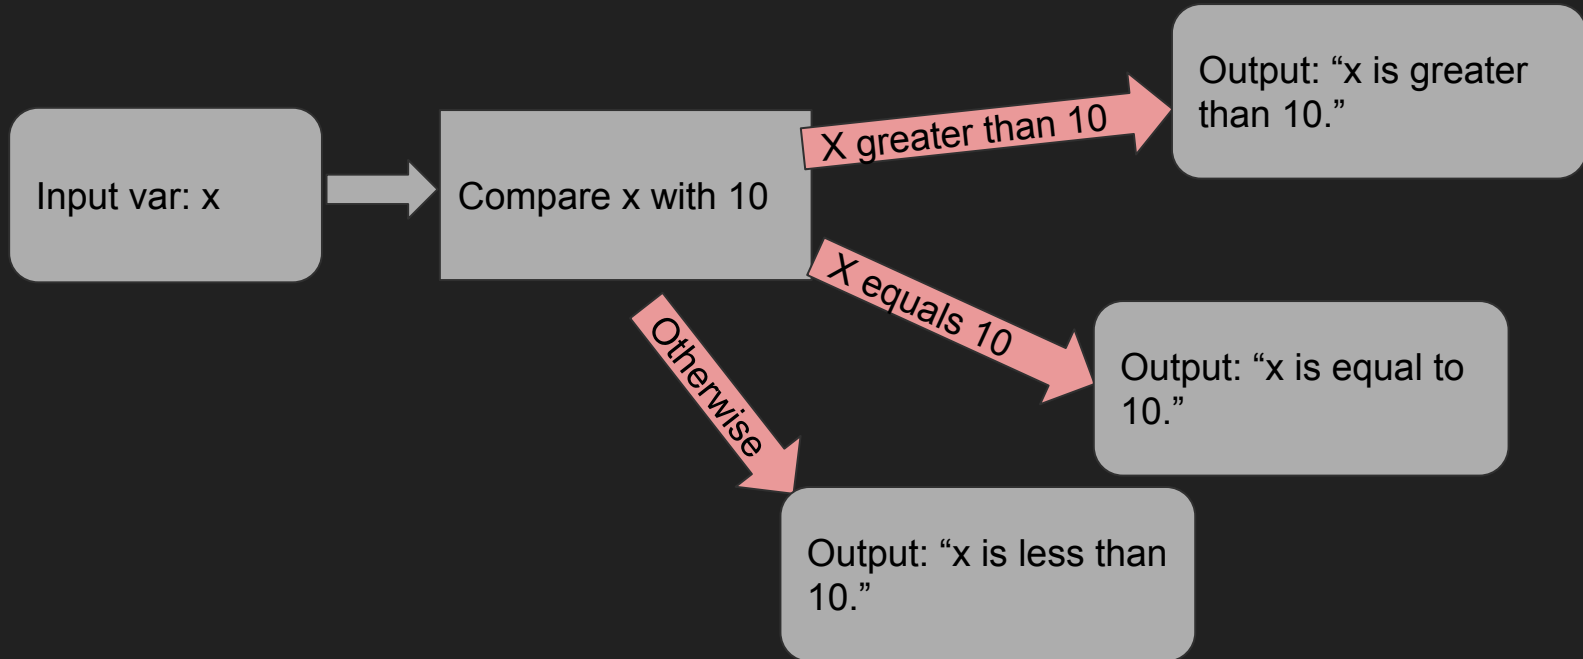 Input var: x
Compare x with 10
X greater than 10
Output: “x is greater
than 10.”
X equals 10
Output: “x is equal to
10.”
Otherwise
Output: “x is less than
10.”